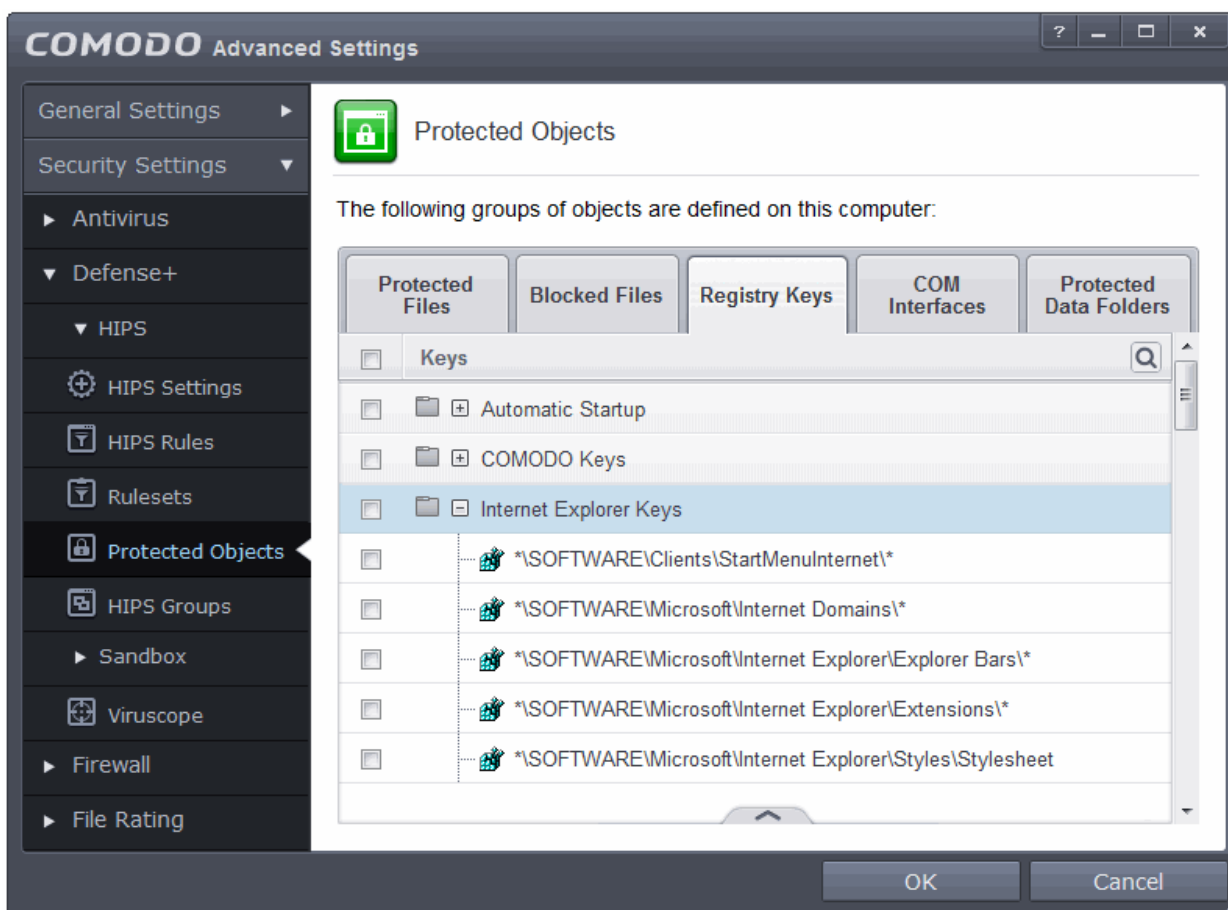 COMODO Advanced Settings
?
General Settings
Security Settings
Antivirus
Defense+
HIPS
HIPS Settings
HIPS Rules
Rulesets
Protected Objects
HIPS Groups
Sandbox
Viruscope
Firewall
File Rating
Protected Objects
The following groups of objects are defined on this computer:
Protected
Files
Blocked Files
Registry Keys
COM
Interfaces
Protected
Data Folders
Keys
Automatic Startup
COMODO Keys
Internet Explorer Keys
*\SOFTWARE\Clients\StartMenuInternet\*
*\SOFTWARE\Microsoft\Internet Domains\*
*\SOFTWARE\Microsoft\Internet Explorer\Explorer Bars\*
*\SOFTWARE\Microsoft\Internet Explorer\Extensions\*
*\SOFTWARE\Microsoft\Internet Explorer\Styles\Stylesheet
OK
Cancel